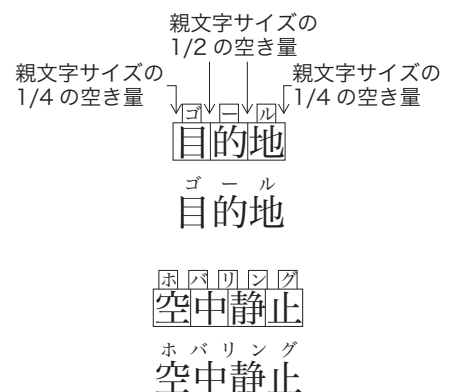 親文字サイズの
1/2 の空き量
親文字サイズの
1/4 の空き量
親文字サイズの
1/4 の空き量
ゴール
目的地
ゴール
目的地
ホバリング
空中静止
ホバリング
空中静止